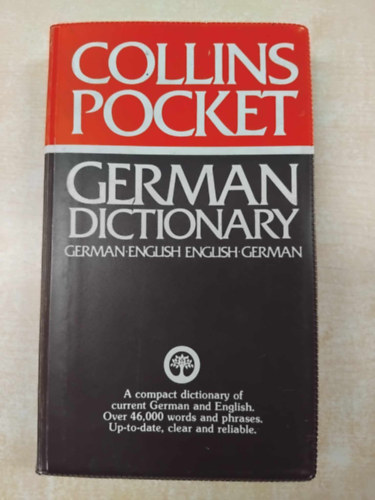 COLLINS
POCKET
GERMAN
DICTIONARY
GERMAN·ENGLISH ENGLISH·GERMAN
A compact dictionary of
current German and English.
Over 46,000 words and phrases.
Up-to-date, clear and reliable.